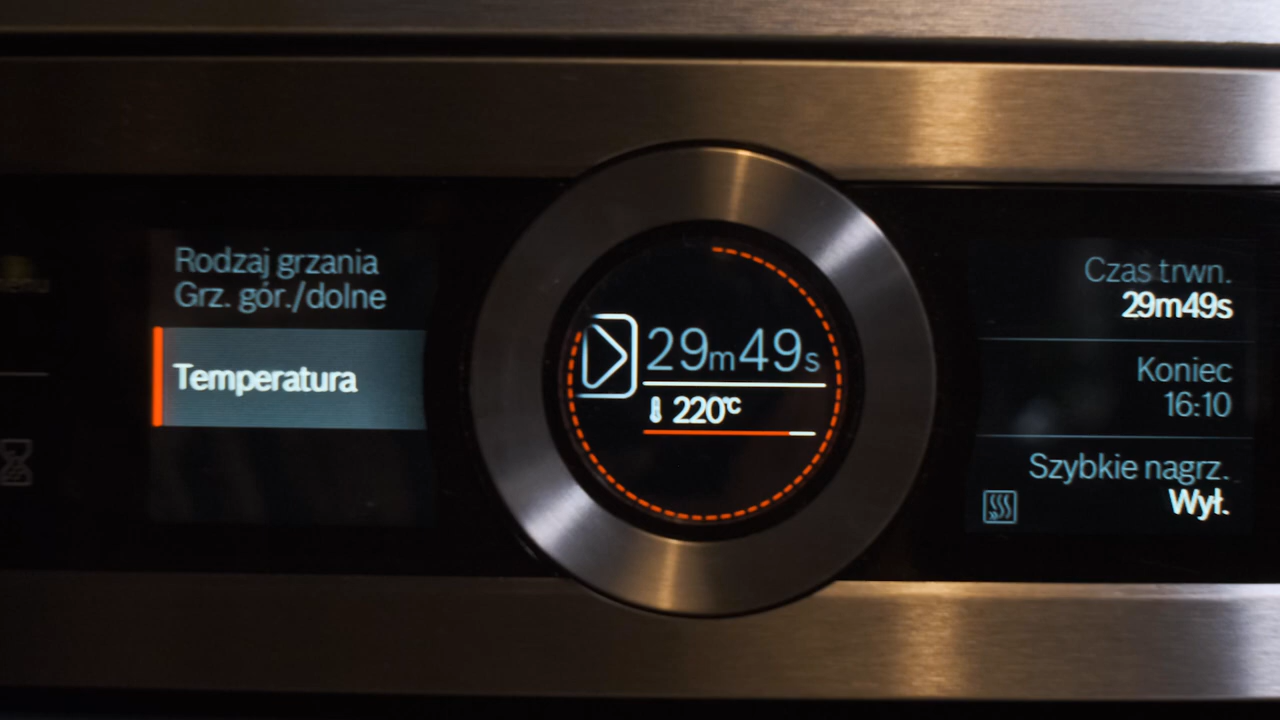 Rodzaj grzania
Grz. gór./dolne
Temperatura
29m49s
220°C
Czas trwn.
29m49s
Koniec
16:10
Szybkie nagrz.
Wył.